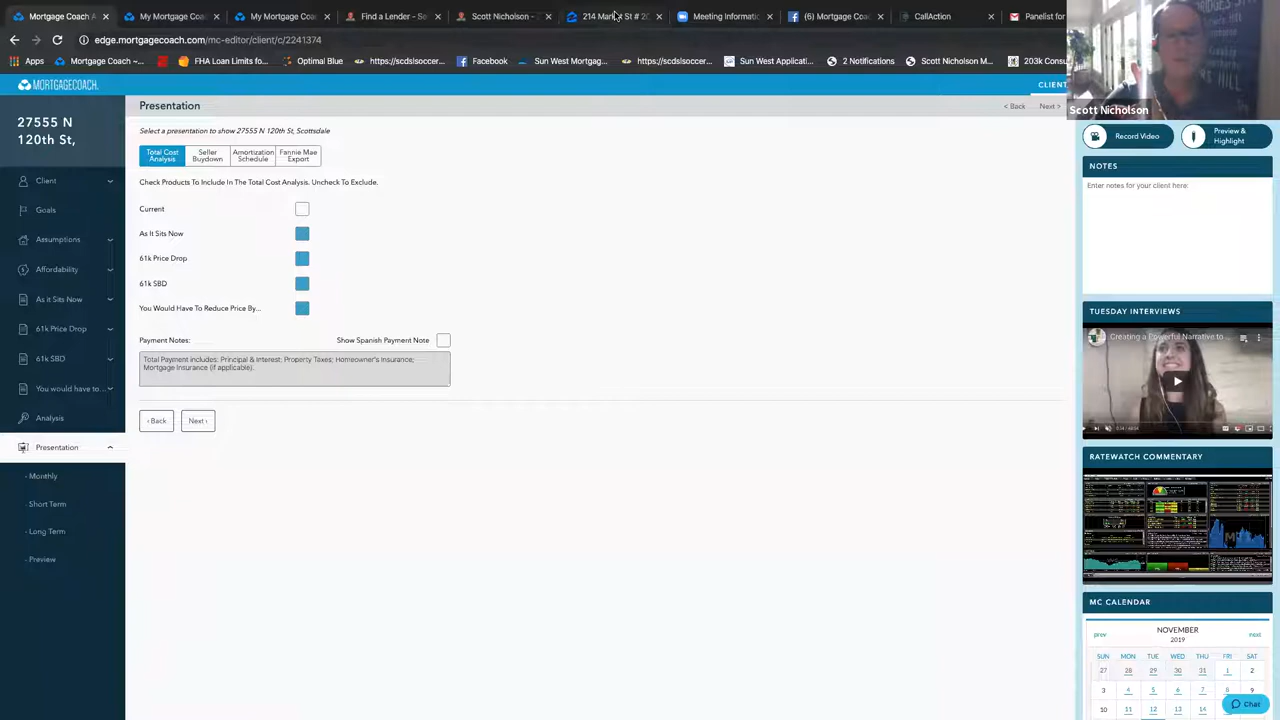 My Mortgage
My Mortgage Co
Find a Lender - So
Scott Nicholson -
214 Mar
Meeting Informati
(6) Mortgage Co
CallAction
Panelist for
edge.mortgagecoach.com/mc-editor/client/c/2241374
Apps
Mortgage Coach ~...
FHA Loan Limits fo...
Optimal Blue
https://scdslsoccer...
Facebook
Sun West Mortgag...
https://scdslsoccer...
Sun West Applicati...
2 Notification...
Scott Nicholson M...
203k Consu
MORTGAGECOACH.
CLIENT
Scott Nicholson
27555 N
120th St,
Client
Goals
Assumptions
Affordability
As it Sits Now
61k Price Drop
61k SBD
You would have to...
Analysis
Presentation
- Monthly
- Short Term
- Long Term
- Preview
Presentation
‹ Back
Next ›
Select a presentation to show 27555 N 120th St, Scottsdale
Total Cost
Analysis
Seller
Buydown
Amortization
Schedule
Fannie Mae
Export
Check Products To Include In The Total Cost Analysis. Uncheck To Exclude.
Current
As It Sits Now
61k Price Drop
61k SBD
You Would Have To Reduce Price By...
Payment Notes:
Show Spanish Payment Note
Total Payment includes: Principal & Interest; Property Taxes; Homeowner's Insurance;
Mortgage Insurance (if applicable).
‹ Back
Next ›
Record Video
Preview &
Highlight
NOTES
Enter notes for your client here:
TUESDAY INTERVIEWS
Creating a Powerful Narrative to ...
RATEWATCH COMMENTARY
MC CALENDAR
prev
NOVEMBER
2019
next
SUN MON TUE WED THU FRI SAT
27 28 29 30 31 1 2
3 4 5 6 7 8 9
10 11 12 13 14
Chat